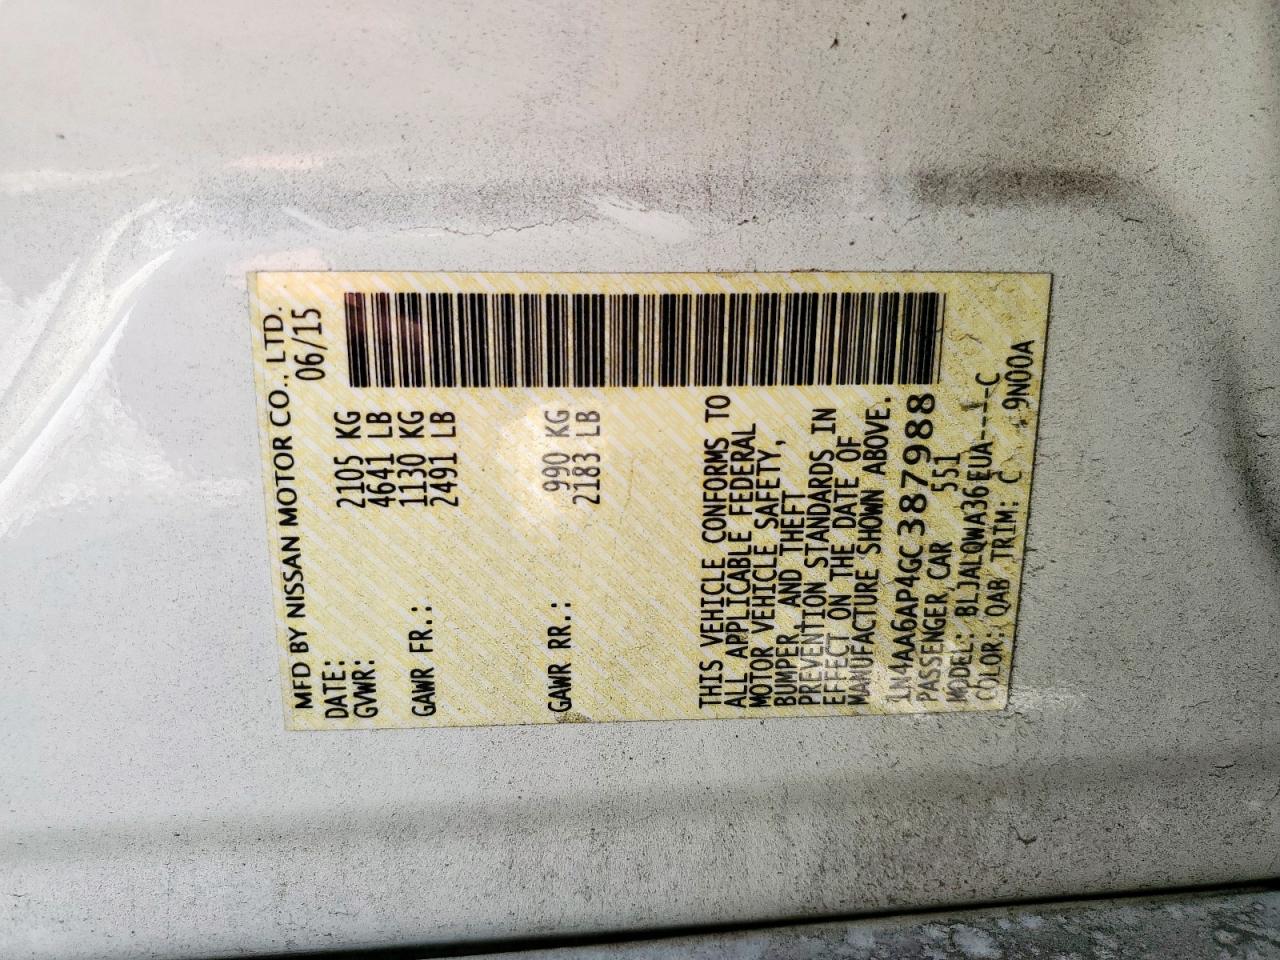 MFD BY NISSAN MOTOR CO., LTD.
DATE: 06/15
GVWR: 2105 KG
4641 LB
GAWR FR.: 1130 KG
2491 LB
GAWR RR.: 990 KG
2183 LB
THIS VEHICLE CONFORMS TO
ALL APPLICABLE FEDERAL
MOTOR VEHICLE SAFETY,
BUMPER, AND THEFT
PREVENTION STANDARDS IN
EFFECT ON THE DATE OF
MANUFACTURE SHOWN ABOVE.
1N4AA6AP4GC387988
PASSENGER CAR 551
MODEL: BLJALQWA36EUA----C
COLOR: QAB TRIM: C 9N00A